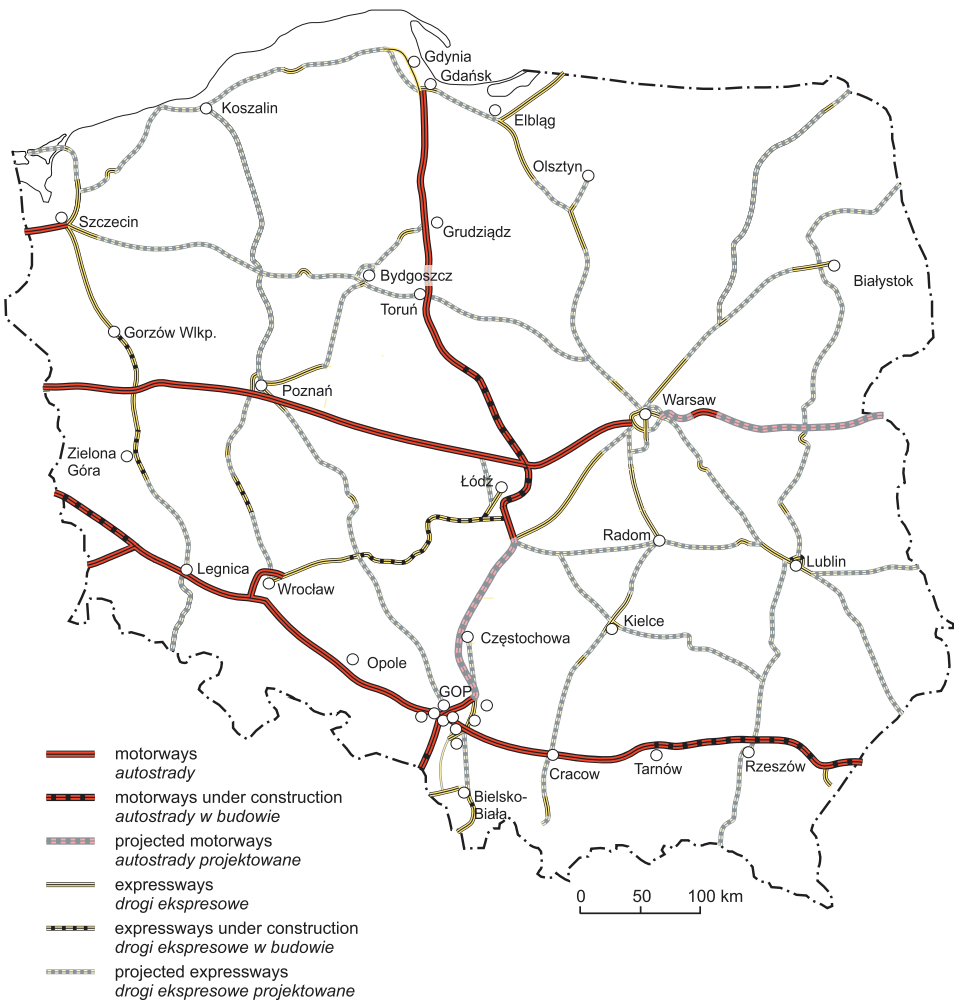 Gdynia
Gdańsk
Koszalin
Elbląg
Olsztyn
Szczecin
Grudziądz
Bydgoszcz
Białystok
Toruń
Gorzów Wlkp.
Poznań
Warsaw
Zielona
Góra
Łódź
Radom
Legnica
Lublin
Wrocław
Kielce
Częstochowa
Opole
GOP
Cracow
Tarnów
Rzeszów
Bielsko-
Biała
motorways
autostrady
motorways under construction
autostrady w budowie
projected motorways
autostrady projektowane
expressways
drogi ekspresowe
expressways under construction
drogi ekspresowe w budowie
projected expressways
drogi ekspresowe projektowane
0 50 100 km